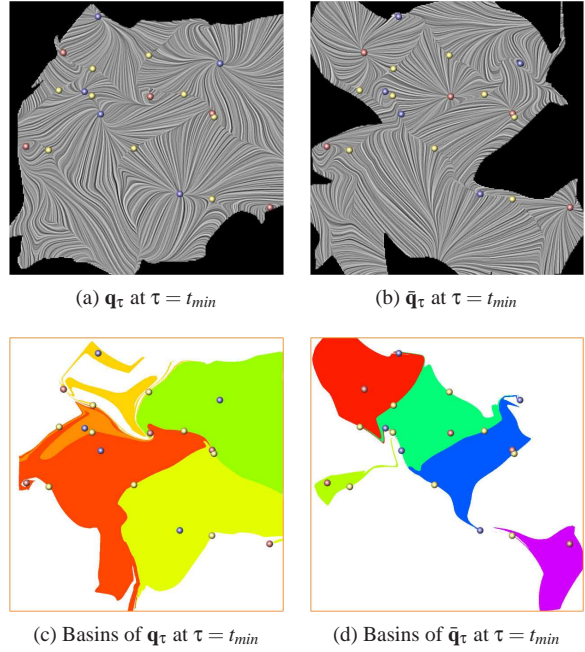 (a) q_τ at τ = t_min
(b) q̄_τ at τ = t_min
(c) Basins of q_τ at τ = t_min
(d) Basins of q̄_τ at τ = t_min